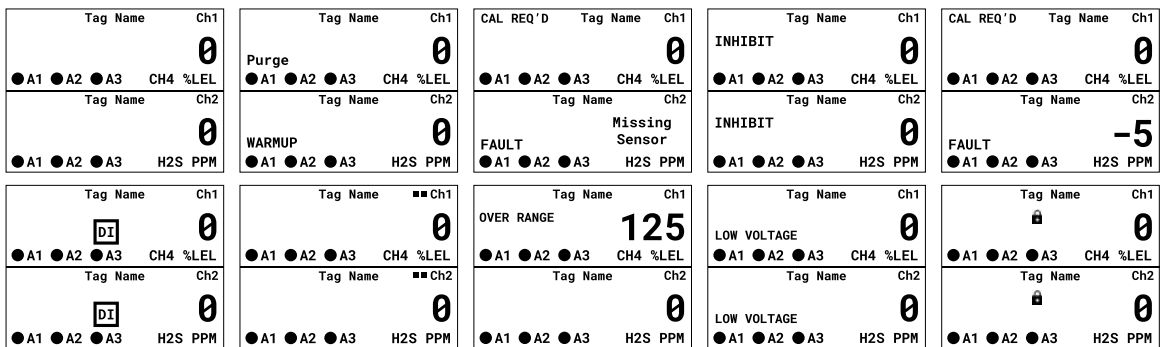 Tag Name Ch1
0
●A1 ●A2 ●A3 CH4 %LEL
Tag Name Ch2
0
●A1 ●A2 ●A3 H2S PPM
Tag Name Ch1
0
Purge
●A1 ●A2 ●A3 CH4 %LEL
Tag Name Ch2
0
WARMUP
●A1 ●A2 ●A3 H2S PPM
CAL REQ'D Tag Name Ch1
0
●A1 ●A2 ●A3 CH4 %LEL
Tag Name Ch2
Missing
FAULT Sensor
●A1 ●A2 ●A3 H2S PPM
Tag Name Ch1
INHIBIT 0
●A1 ●A2 ●A3 CH4 %LEL
Tag Name Ch2
INHIBIT 0
●A1 ●A2 ●A3 H2S PPM
CAL REQ'D Tag Name Ch1
0
●A1 ●A2 ●A3 CH4 %LEL
Tag Name Ch2
FAULT -5
●A1 ●A2 ●A3 H2S PPM
Tag Name Ch1
DI 0
●A1 ●A2 ●A3 CH4 %LEL
Tag Name Ch2
DI 0
●A1 ●A2 ●A3 H2S PPM
Tag Name Ch1
0
●A1 ●A2 ●A3 CH4 %LEL
Tag Name Ch2
0
●A1 ●A2 ●A3 H2S PPM
Tag Name Ch1
OVER RANGE 125
●A1 ●A2 ●A3 CH4 %LEL
Tag Name Ch2
0
●A1 ●A2 ●A3 H2S PPM
Tag Name Ch1
LOW VOLTAGE 0
●A1 ●A2 ●A3 CH4 %LEL
Tag Name Ch2
LOW VOLTAGE 0
●A1 ●A2 ●A3 H2S PPM
Tag Name Ch1
0
●A1 ●A2 ●A3 CH4 %LEL
Tag Name Ch2
0
●A1 ●A2 ●A3 H2S PPM